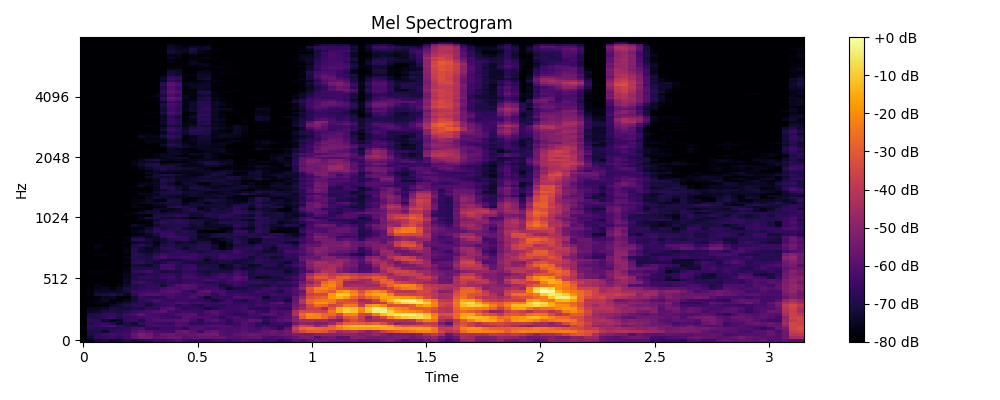 Mel Spectrogram
+0 dB
-10 dB
-20 dB
-30 dB
-40 dB
-50 dB
-60 dB
-70 dB
-80 dB
4096
2048
1024
512
0
Hz
0
0.5
1
1.5
2
2.5
3
Time